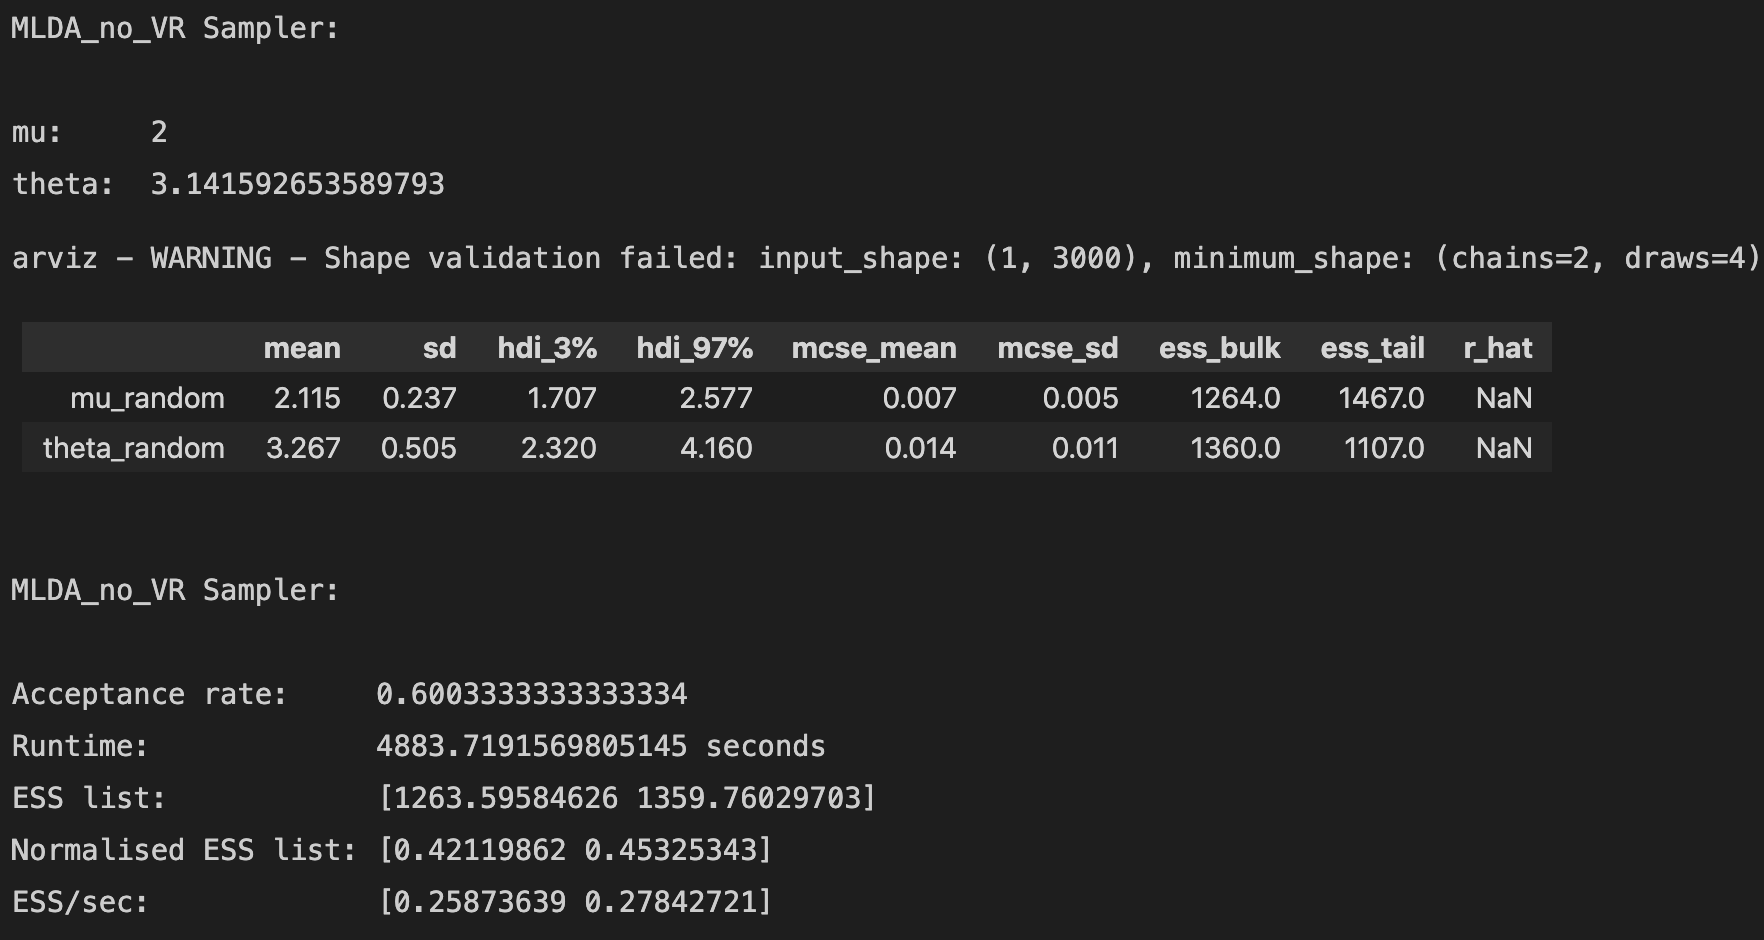 MLDA_no_VR Sampler:
mu: 2
theta: 3.141592653589793
arviz - WARNING - Shape validation failed: input_shape: (1, 3000), minimum_shape: (chains=2, draws=4)
mean sd hdi_3% hdi_97% mcse_mean mcse_sd ess_bulk ess_tail r_hat
mu_random 2.115 0.237 1.707 2.577 0.007 0.005 1264.0 1467.0 NaN
theta_random 3.267 0.505 2.320 4.160 0.014 0.011 1360.0 1107.0 NaN
MLDA_no_VR Sampler:
Acceptance rate: 0.6003333333333334
Runtime: 4883.7191569805145 seconds
ESS list: [1263.59584626 1359.76029703]
Normalised ESS list: [0.42119862 0.45325343]
ESS/sec: [0.25873639 0.27842721]